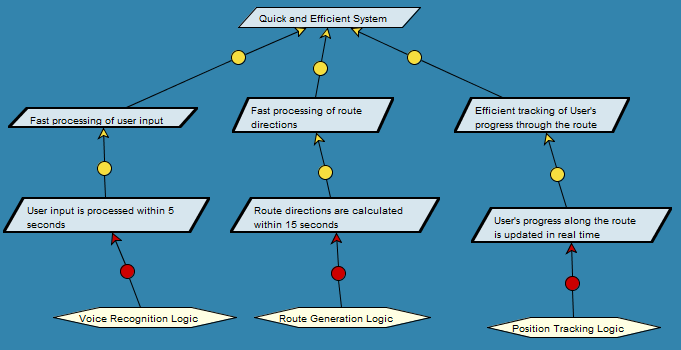 Quick and Efficient System
Fast processing of user input
Fast processing of route
directions
Efficient tracking of User's
progress through the route
User input is processed within 5
seconds
Route directions are calculated
within 15 seconds
User's progress along the route
is updated in real time
Voice Recognition Logic
Route Generation Logic
Position Tracking Logic